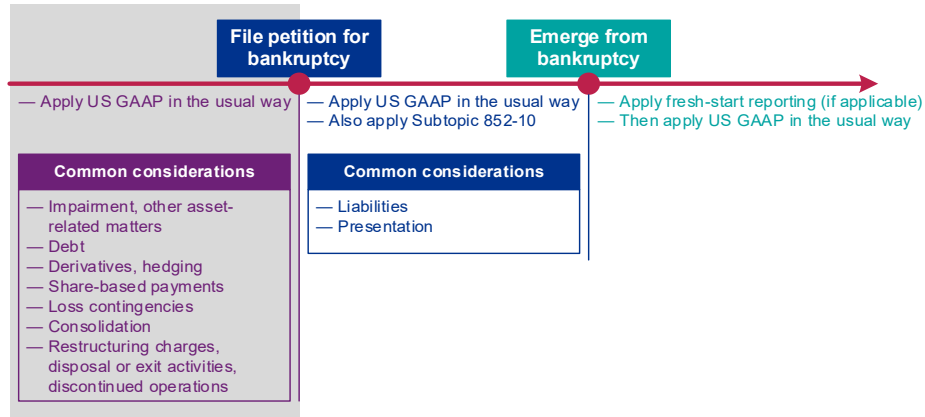 File petition for
bankruptcy
Emerge from
bankruptcy
— Apply US GAAP in the usual way
— Apply US GAAP in the usual way
— Also apply Subtopic 852-10
— Apply fresh-start reporting (if applicable)
— Then apply US GAAP in the usual way
Common considerations
— Impairment, other asset-
related matters
— Debt
— Derivatives, hedging
— Share-based payments
— Loss contingencies
— Consolidation
— Restructuring charges,
disposal or exit activities,
discontinued operations
Common considerations
— Liabilities
— Presentation